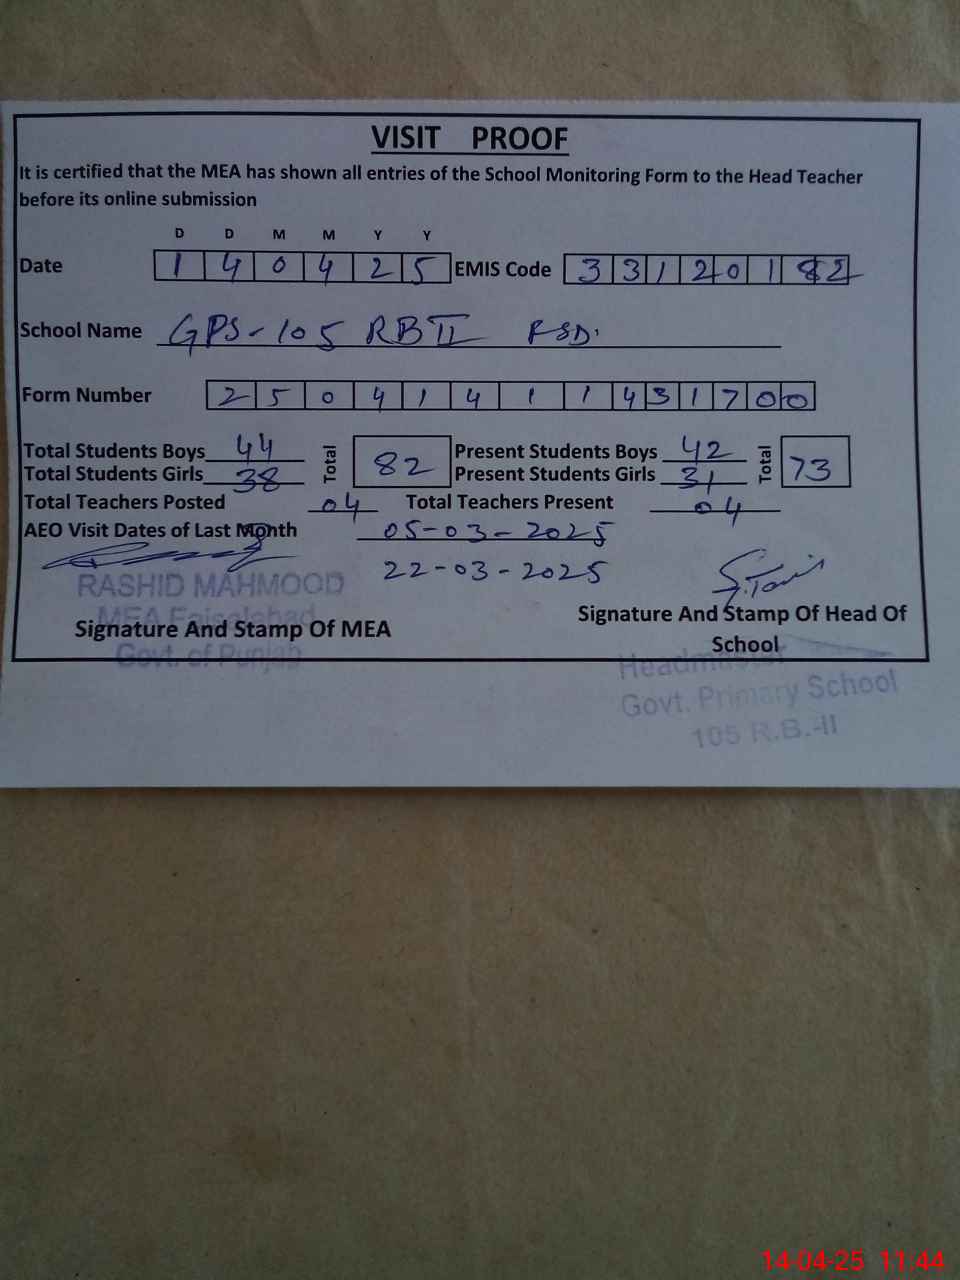 VISIT PROOF
It is certified that the MEA has shown all entries of the School Monitoring Form to the Head Teacher
before its online submission
D D M M Y Y
Date 1 4 0 4 2 5 EMIS Code 3 3 1 2 0 1
School Name GPS-105 RB II FSD.
Form Number 2 5 0 4 1 4 1 1 4 3 1 7 0 0
Total Students Boys 44 Total 82 Present Students Boys 42 Total 73
Total Students Girls 38 Present Students Girls 31
Total Teachers Posted 04 Total Teachers Present 04
AEO Visit Dates of Last Month 05-03-2025
22-03-2025
RASHID MAHMOOD
MEA Faisalabad
Signature And Stamp Of MEA
Govt. of Punjab
Signature And Stamp Of Head Of
School
Headmaster
Govt. Primary School
105 R.B.-II
14-04-25 11:44